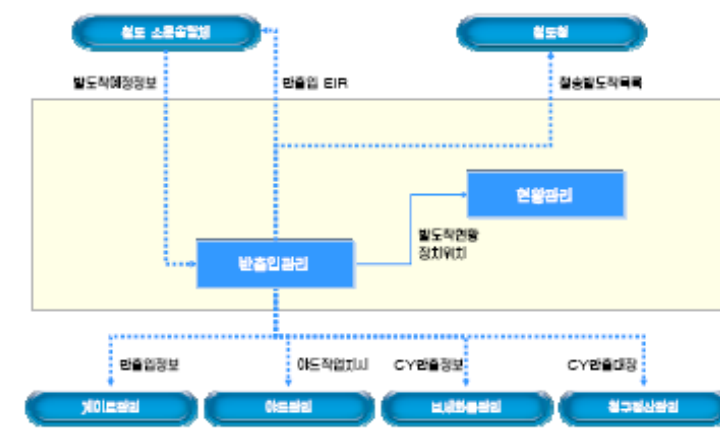 철도 소운송업체
철도청
발도착예정정보
반출입 EIR
철송발도착목록
현황관리
반출입관리
발도착현황
장치위치
반출입정보
야드작업지시
CY반출정보
CY반출대장
게이트관리
야드관리
청구정산관리